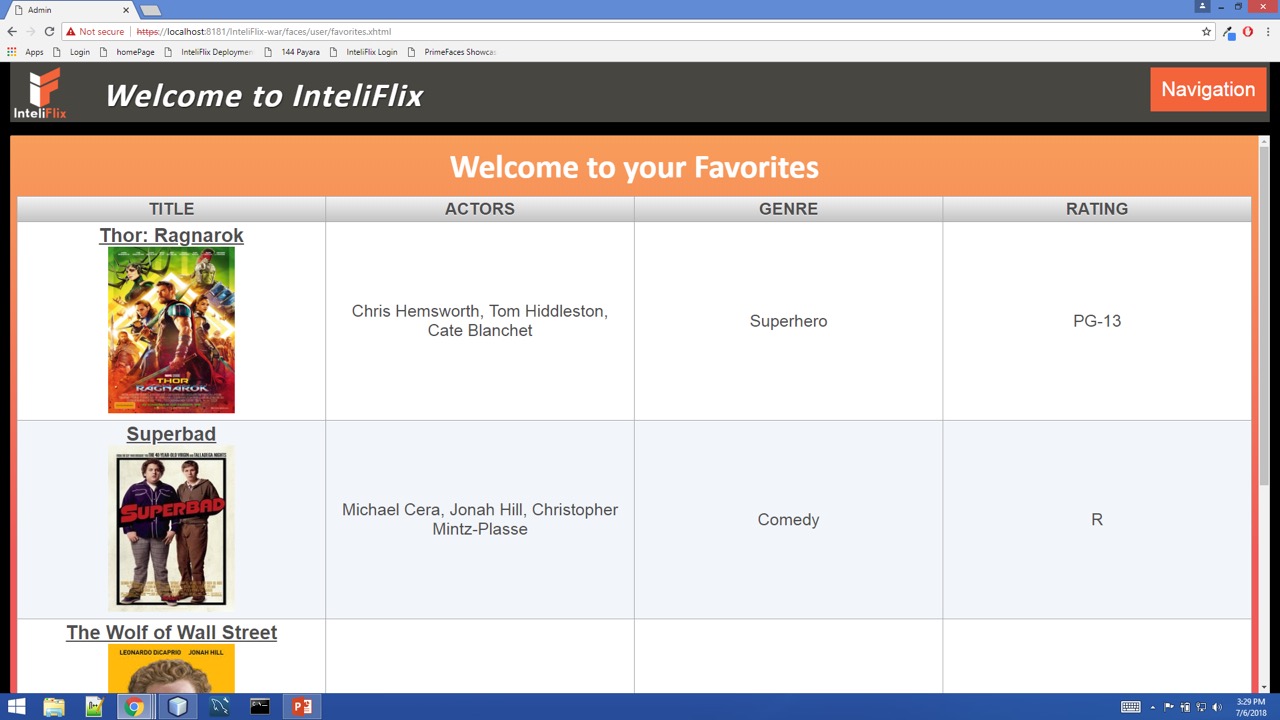 Admin
Not secure
https://localhost:8181/InteliFlix-war/faces/user/favorites.xhtml
Apps Login homePage InteliFlix Deploymen 144 Payara InteliFlix Login PrimeFaces Showcas
InteliFlix
Welcome to InteliFlix
Navigation
Welcome to your Favorites
TITLE ACTORS GENRE RATING
Thor: Ragnarok
THOR
RAGNAROK
Chris Hemsworth, Tom Hiddleston,
Cate Blanchet
Superhero
PG-13
Superbad
SUPERBAD
Michael Cera, Jonah Hill, Christopher
Mintz-Plasse
Comedy
R
The Wolf of Wall Street
LEONARDO DiCAPRIO JONAH HILL
3:29 PM
7/6/2018